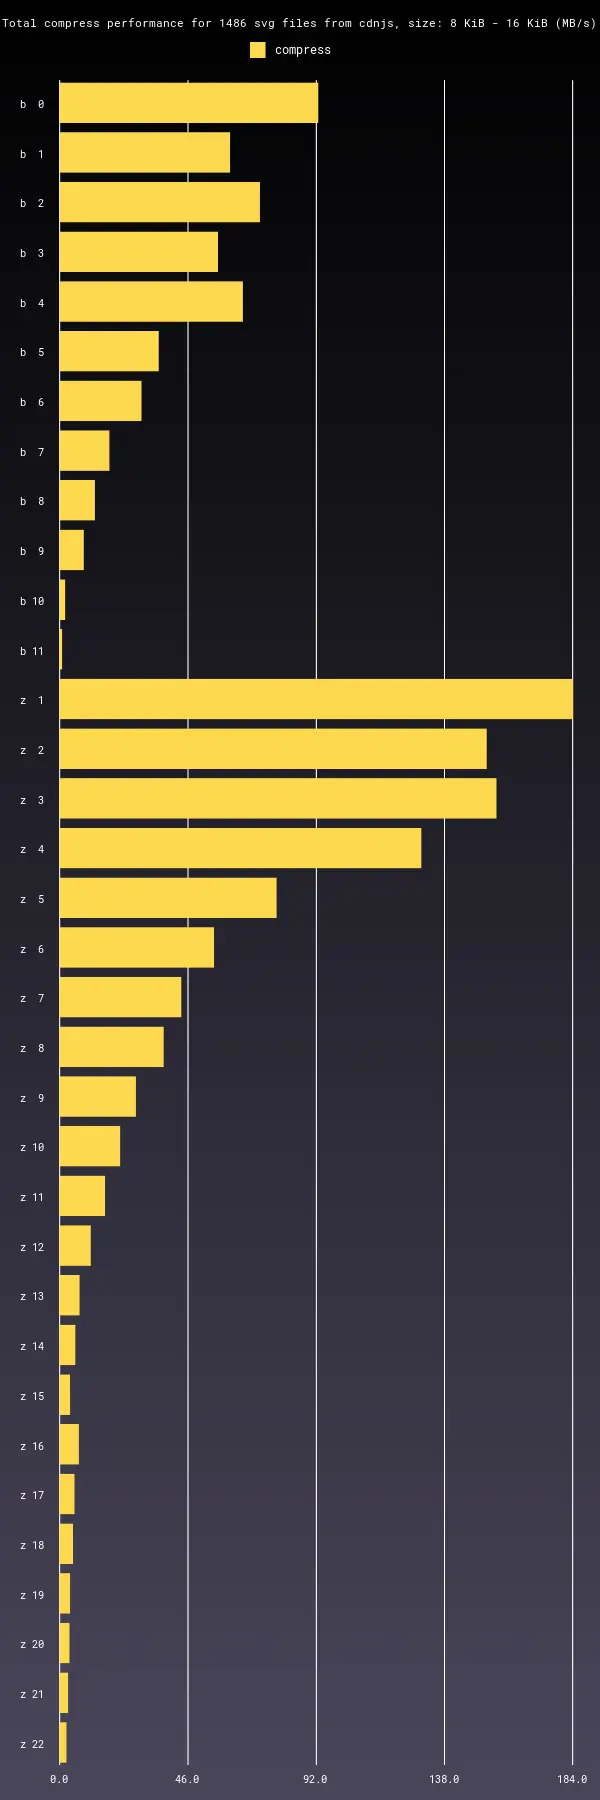 Total compress performance for 1486 svg files from cdnjs, size: 8 KiB - 16 KiB (MB/s)
compress
b 0
b 1
b 2
b 3
b 4
b 5
b 6
b 7
b 8
b 9
b 10
b 11
z 1
z 2
z 3
z 4
z 5
z 6
z 7
z 8
z 9
z 10
z 11
z 12
z 13
z 14
z 15
z 16
z 17
z 18
z 19
z 20
z 21
z 22
0.0 46.0 92.0 138.0 184.0